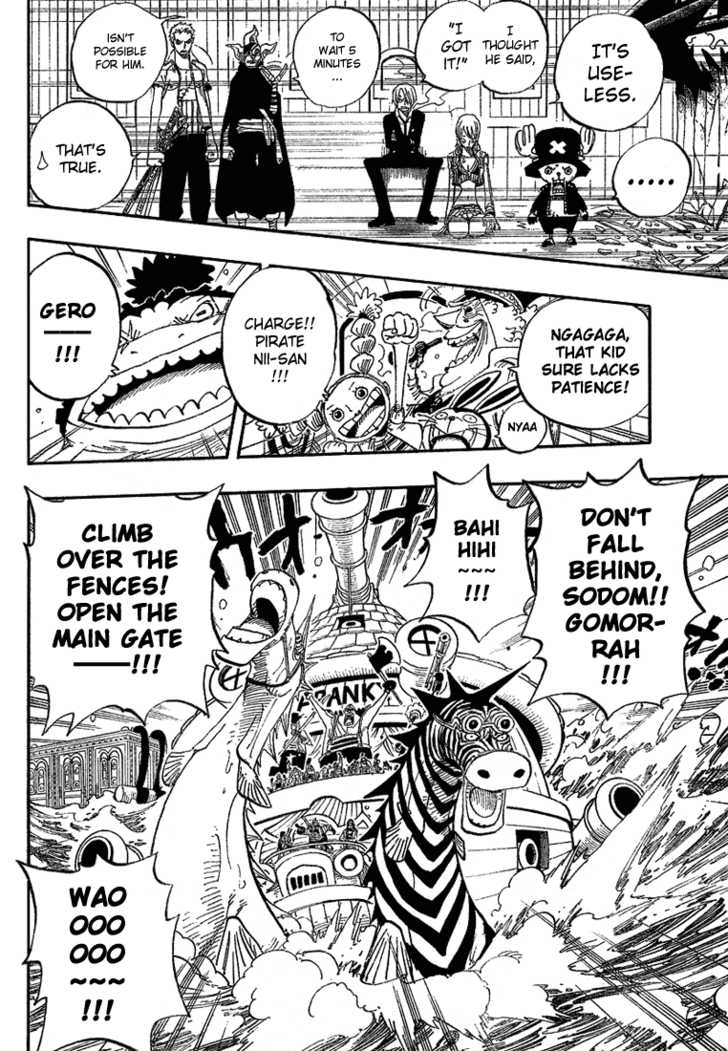 IT'S
USE-
LESS.
.....
I
THOUGHT
HE SAID,
"I
GOT
IT!"
TO
WAIT 5
MINUTES
...
ISN'T
POSSIBLE
FOR HIM.
THAT'S
TRUE.
NGAGAGA,
THAT KID
SURE LACKS
PATIENCE!
NYAA
CHARGE!!
PIRATE
NII-SAN
!!!
GERO
———
!!!
DON'T
FALL
BEHIND,
SODOM!!
GOMOR-
RAH
!!!
BAHI
HIHI
~~~
!!!
FRANKY
CLIMB
OVER THE
FENCES!
OPEN THE
MAIN GATE
———!!!
WAO
OOO
OOO
~~~
!!!